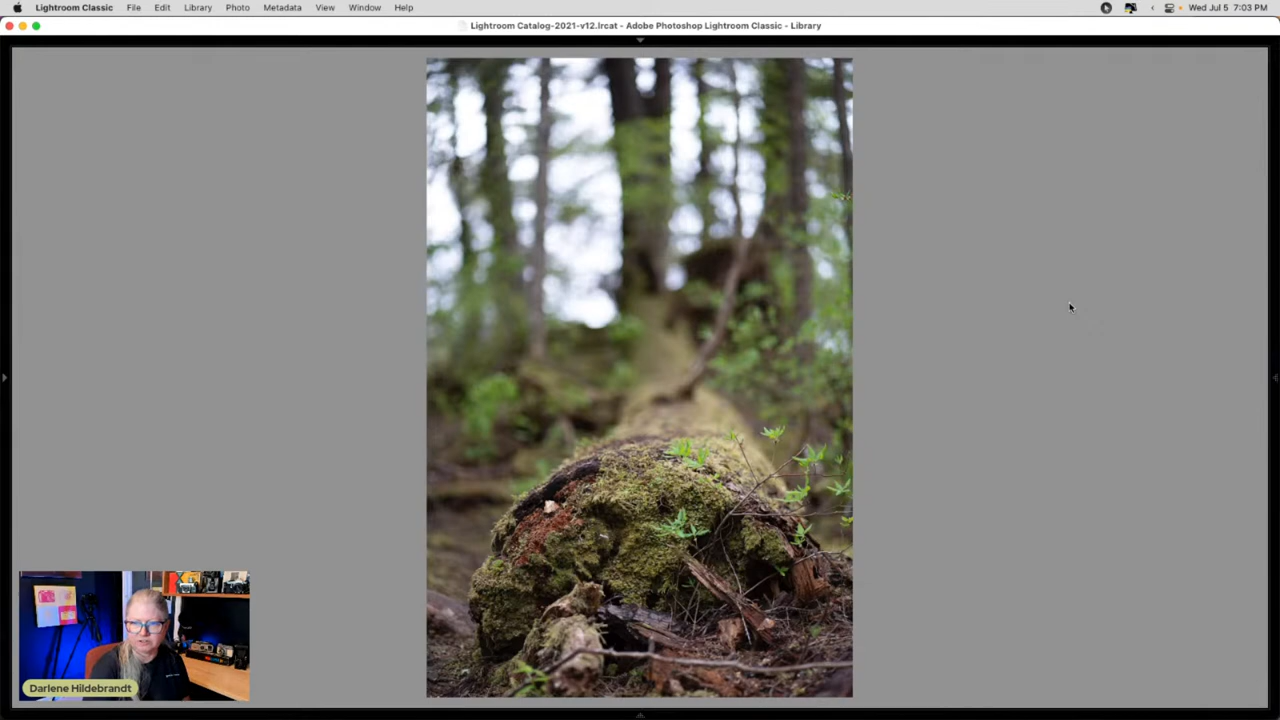 Lightroom Classic File Edit Library Photo Metadata View Window Help Wed Jul 5 7:03 PM
Lightroom Catalog-2021-v12.lrcat - Adobe Photoshop Lightroom Classic - Library
Darlene Hildebrandt